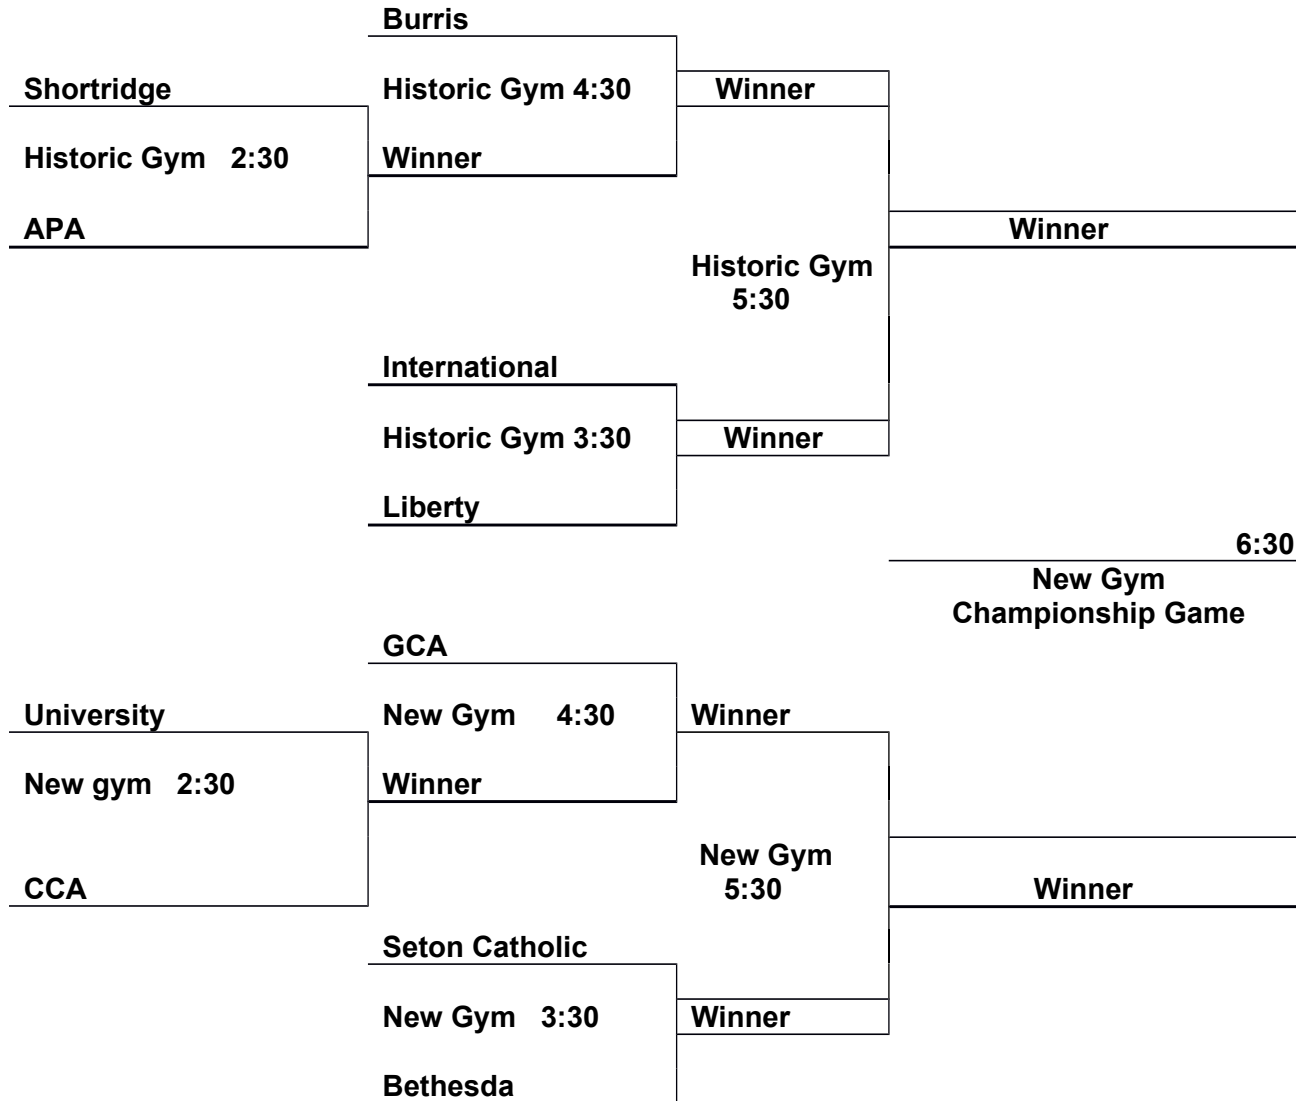 Burris
Shortridge
Historic Gym 4:30
Winner
Historic Gym 2:30
Winner
APA
Winner
Historic Gym
5:30
International
Historic Gym 3:30
Winner
Liberty
6:30
New Gym
Championship Game
GCA
University
New Gym 4:30
Winner
New gym 2:30
Winner
New Gym
5:30
CCA
Winner
Seton Catholic
New Gym 3:30
Winner
Bethesda